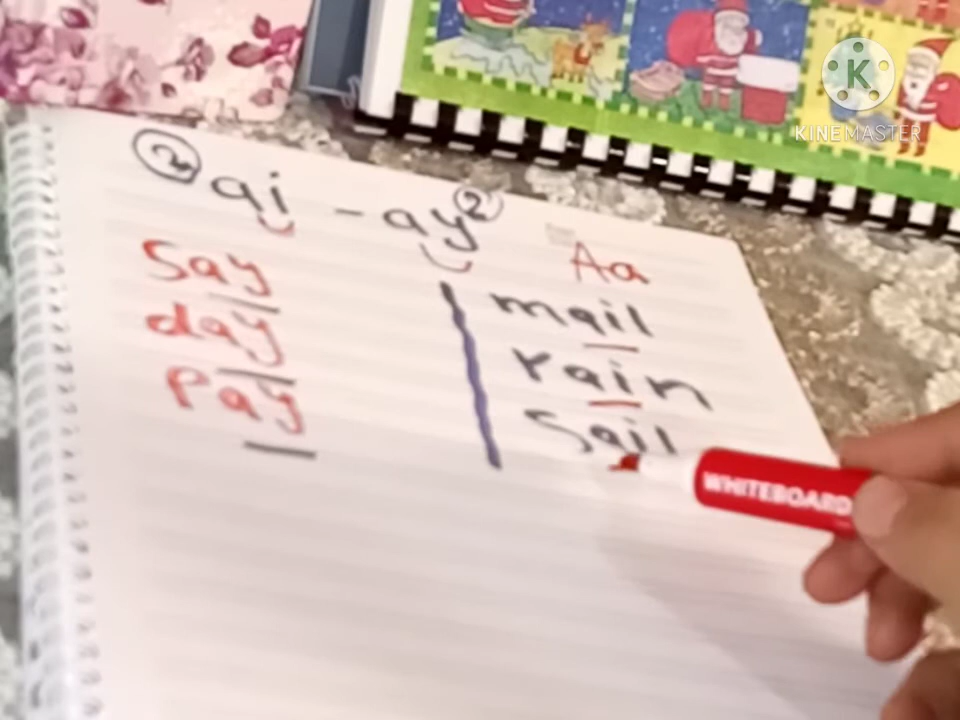 KINEMASTER
② ai - ay②
Aa
say
day
Pay
mail
rain
sail
WHITEBOARD